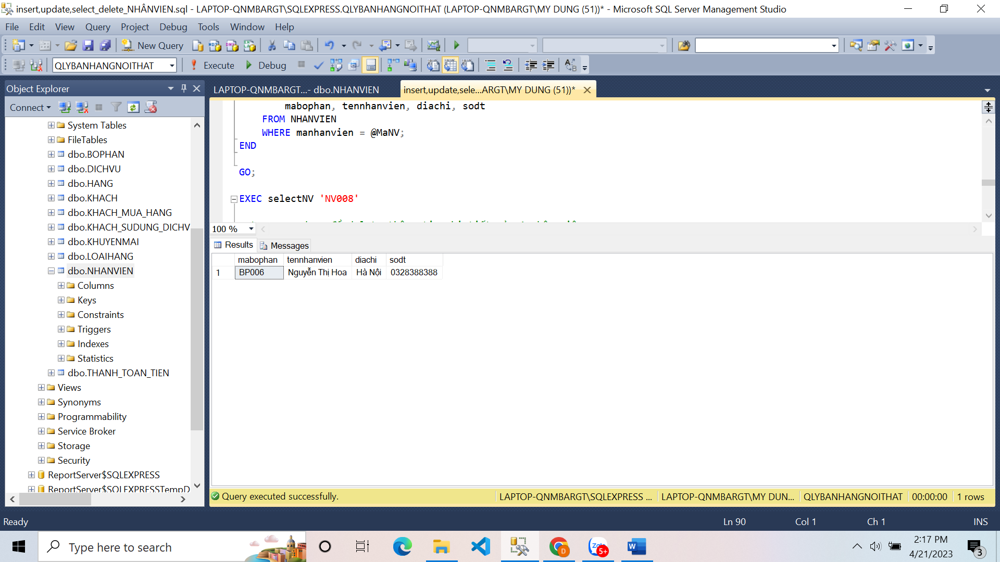 insert,update,select_delete_NHÂNVIEN.sql - LAPTOP-QNMBARGT\SQLEXPRESS.QLYBANHANGNOITHAT (LAPTOP-QNMBARGT\MY DUNG (51))* - Microsoft SQL Server Management Studio
File Edit View Query Project Debug Tools Window Help
New Query
QLYBANHANGNOITHAT Execute Debug
Object Explorer
Connect
System Tables
FileTables
dbo.BOPHAN
dbo.DICHVU
dbo.HANG
dbo.KHACH
dbo.KHACH_MUA_HANG
dbo.KHACH_SUDUNG_DICHV
dbo.KHUYENMAI
dbo.LOAIHANG
dbo.NHANVIEN
Columns
Keys
Constraints
Triggers
Indexes
Statistics
dbo.THANH_TOAN_TIEN
Views
Synonyms
Programmability
Service Broker
Storage
Security
ReportServer$SQLEXPRESS
ReportServer$SQLEXPRESSTempD
LAPTOP-QNMBARGT...- dbo.NHANVIEN
insert,update,sele...ARGT\MY DUNG (51))*
mabophan, tennhanvien, diachi, sodt
FROM NHANVIEN
WHERE manhanvien = @MaNV;
END
GO;
EXEC selectNV 'NV008'
100 %
Results Messages
mabophan tennhanvien diachi sodt
1 BP006 Nguyễn Thị Hoa Hà Nội 0328388388
Query executed successfully. LAPTOP-QNMBARGT\SQLEXPRESS ... LAPTOP-QNMBARGT\MY DUN... QLYBANHANGNOITHAT 00:00:00 1 rows
Ready Ln 90 Col 1 Ch 1 INS
Type here to search
5+
2:17 PM
4/21/2023
3